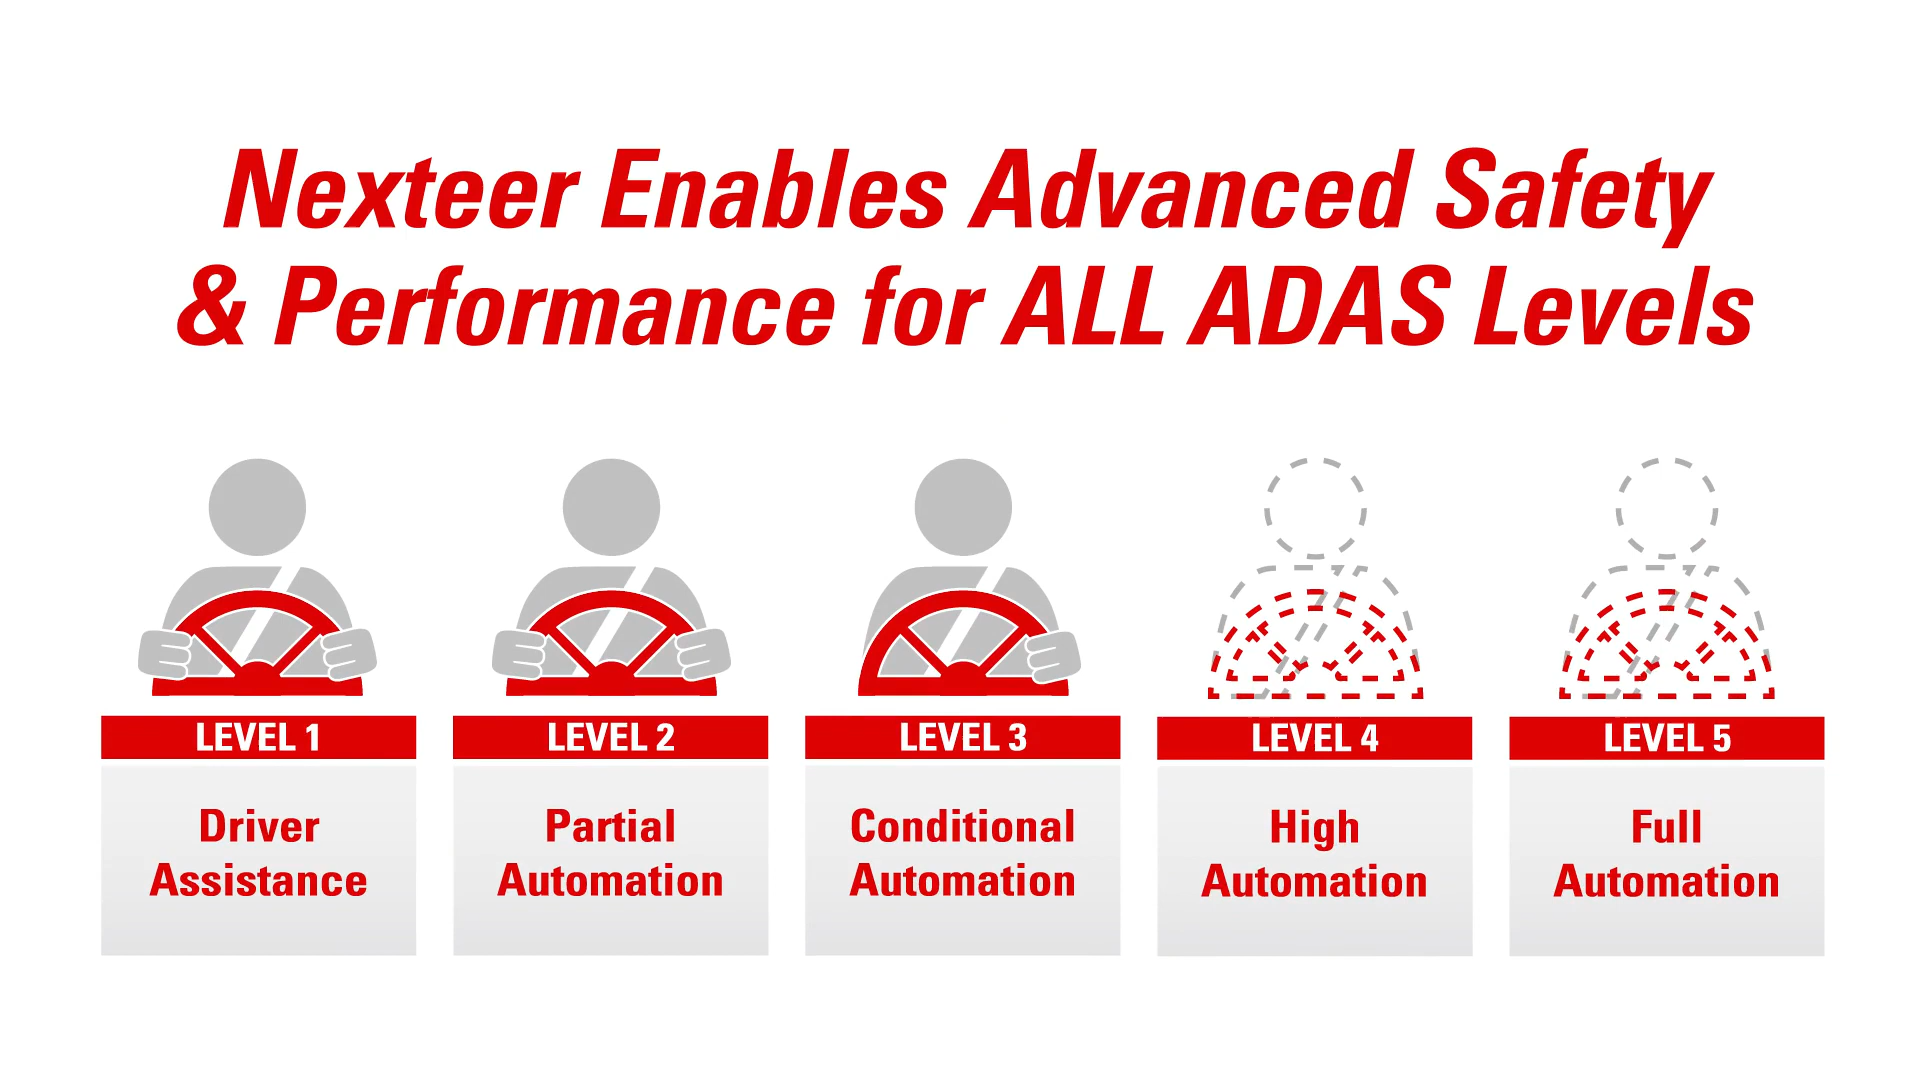 Nexteer Enables Advanced Safety
& Performance for ALL ADAS Levels
LEVEL 1
Driver
Assistance
LEVEL 2
Partial
Automation
LEVEL 3
Conditional
Automation
LEVEL 4
High
Automation
LEVEL 5
Full
Automation